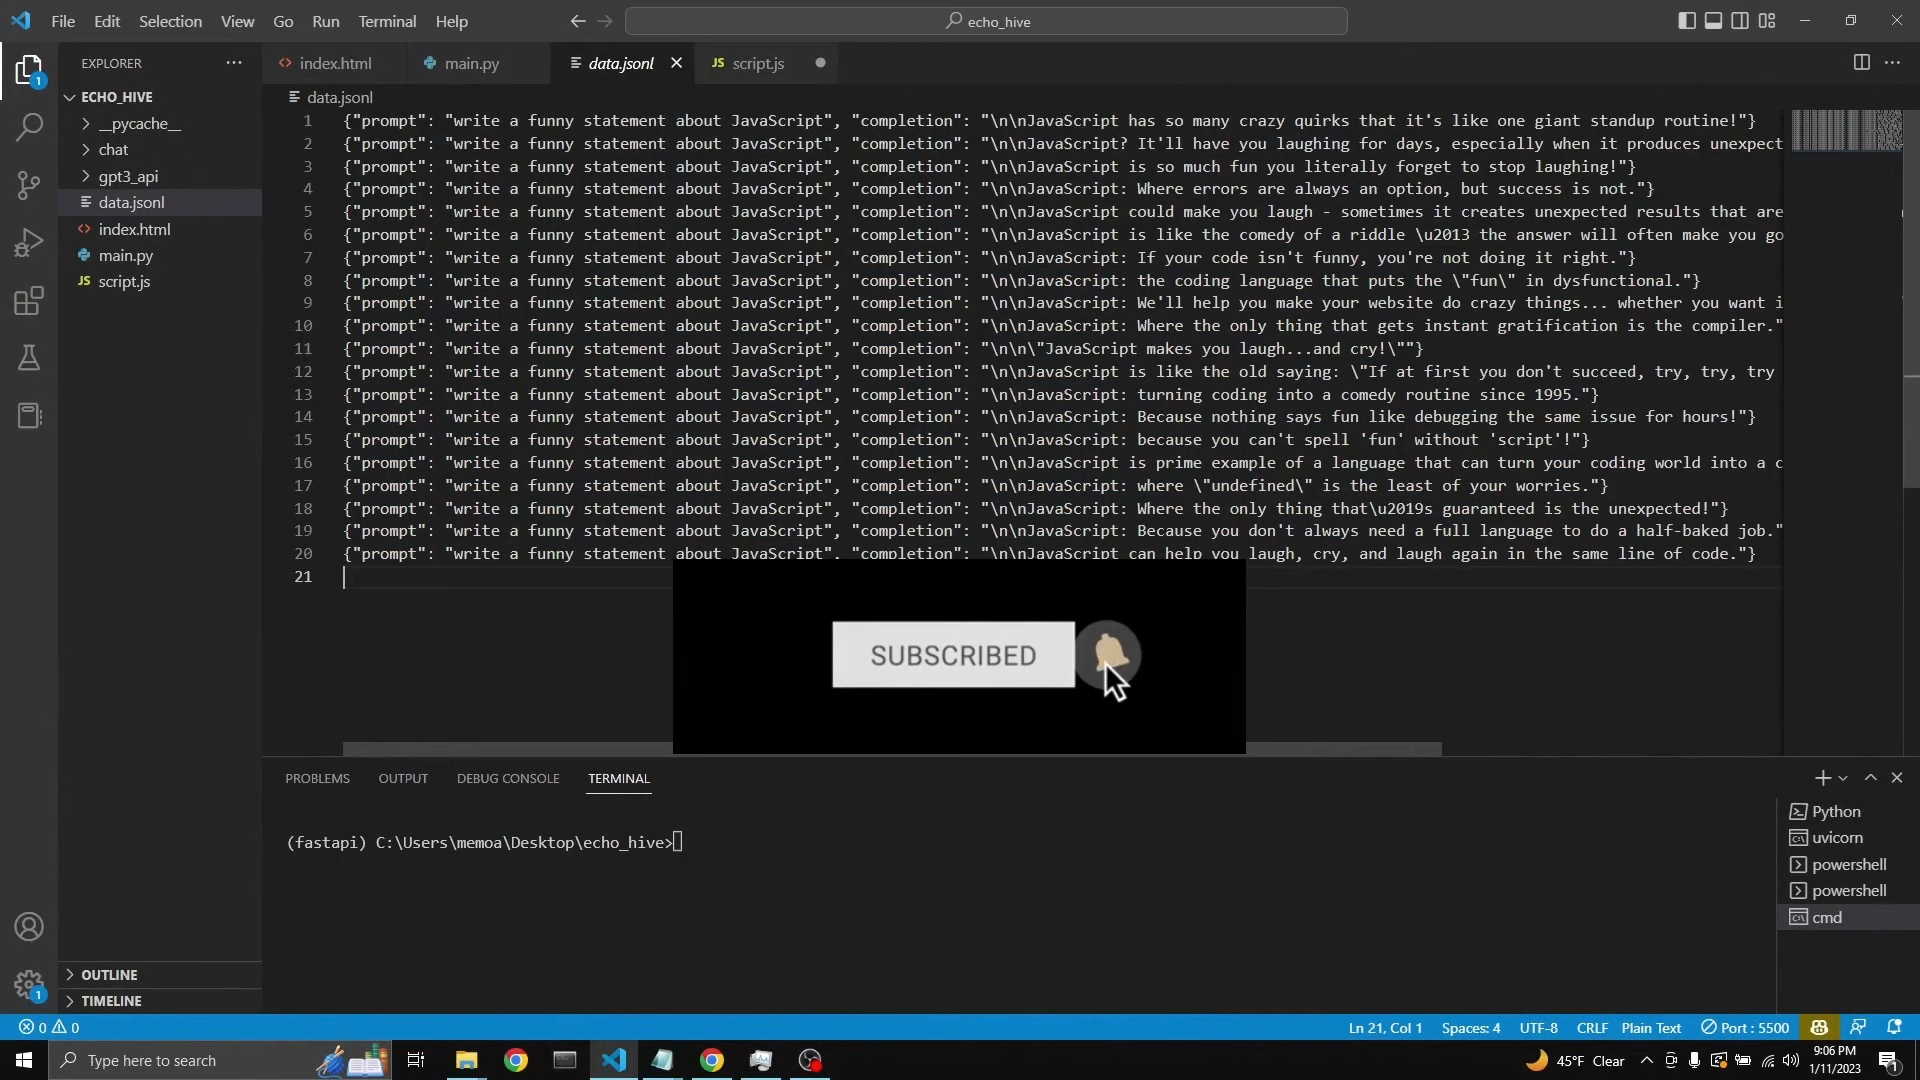 File Edit Selection View Go Run Terminal Help
echo_hive
EXPLORER
index.html
main.py
data.jsonl
JS script.js
ECHO_HIVE
__pycache__
chat
gpt3_api
data.jsonl
index.html
main.py
JS script.js
data.jsonl
1 {"prompt": "write a funny statement about JavaScript", "completion": "\n\nJavaScript has so many crazy quirks that it's like one giant standup routine!"}
2 {"prompt": "write a funny statement about JavaScript", "completion": "\n\nJavaScript? It'll have you laughing for days, especially when it produces unexpect
3 {"prompt": "write a funny statement about JavaScript", "completion": "\n\nJavaScript is so much fun you literally forget to stop laughing!"}
4 {"prompt": "write a funny statement about JavaScript", "completion": "\n\nJavaScript: Where errors are always an option, but success is not."}
5 {"prompt": "write a funny statement about JavaScript", "completion": "\n\nJavaScript could make you laugh - sometimes it creates unexpected results that are
6 {"prompt": "write a funny statement about JavaScript", "completion": "\n\nJavaScript is like the comedy of a riddle \u2013 the answer will often make you go
7 {"prompt": "write a funny statement about JavaScript", "completion": "\n\nJavaScript: If your code isn't funny, you're not doing it right."}
8 {"prompt": "write a funny statement about JavaScript", "completion": "\n\nJavaScript: the coding language that puts the \"fun\" in dysfunctional."}
9 {"prompt": "write a funny statement about JavaScript", "completion": "\n\nJavaScript: We'll help you make your website do crazy things... whether you want i
10 {"prompt": "write a funny statement about JavaScript", "completion": "\n\nJavaScript: Where the only thing that gets instant gratification is the compiler."
11 {"prompt": "write a funny statement about JavaScript", "completion": "\n\n\"JavaScript makes you laugh...and cry!\""}
12 {"prompt": "write a funny statement about JavaScript", "completion": "\n\nJavaScript is like the old saying: \"If at first you don't succeed, try, try, try
13 {"prompt": "write a funny statement about JavaScript", "completion": "\n\nJavaScript: turning coding into a comedy routine since 1995."}
14 {"prompt": "write a funny statement about JavaScript", "completion": "\n\nJavaScript: Because nothing says fun like debugging the same issue for hours!"}
15 {"prompt": "write a funny statement about JavaScript", "completion": "\n\nJavaScript: because you can't spell 'fun' without 'script'!"}
16 {"prompt": "write a funny statement about JavaScript", "completion": "\n\nJavaScript is prime example of a language that can turn your coding world into a c
17 {"prompt": "write a funny statement about JavaScript", "completion": "\n\nJavaScript: where \"undefined\" is the least of your worries."}
18 {"prompt": "write a funny statement about JavaScript", "completion": "\n\nJavaScript: Where the only thing that\u2019s guaranteed is the unexpected!"}
19 {"prompt": "write a funny statement about JavaScript", "completion": "\n\nJavaScript: Because you don't always need a full language to do a half-baked job."
20 {"prompt": "write a funny statement about JavaScript", "completion": "\n\nJavaScript can help you laugh, cry, and laugh again in the same line of code."}
21
SUBSCRIBED
PROBLEMS OUTPUT DEBUG CONSOLE TERMINAL
(fastapi) C:\Users\memoa\Desktop\echo_hive>
Python
uvicorn
powershell
powershell
cmd
OUTLINE
TIMELINE
0 0
Ln 21, Col 1 Spaces: 4 UTF-8 CRLF Plain Text Port : 5500
Type here to search
45°F Clear
9:06 PM
1/11/2023